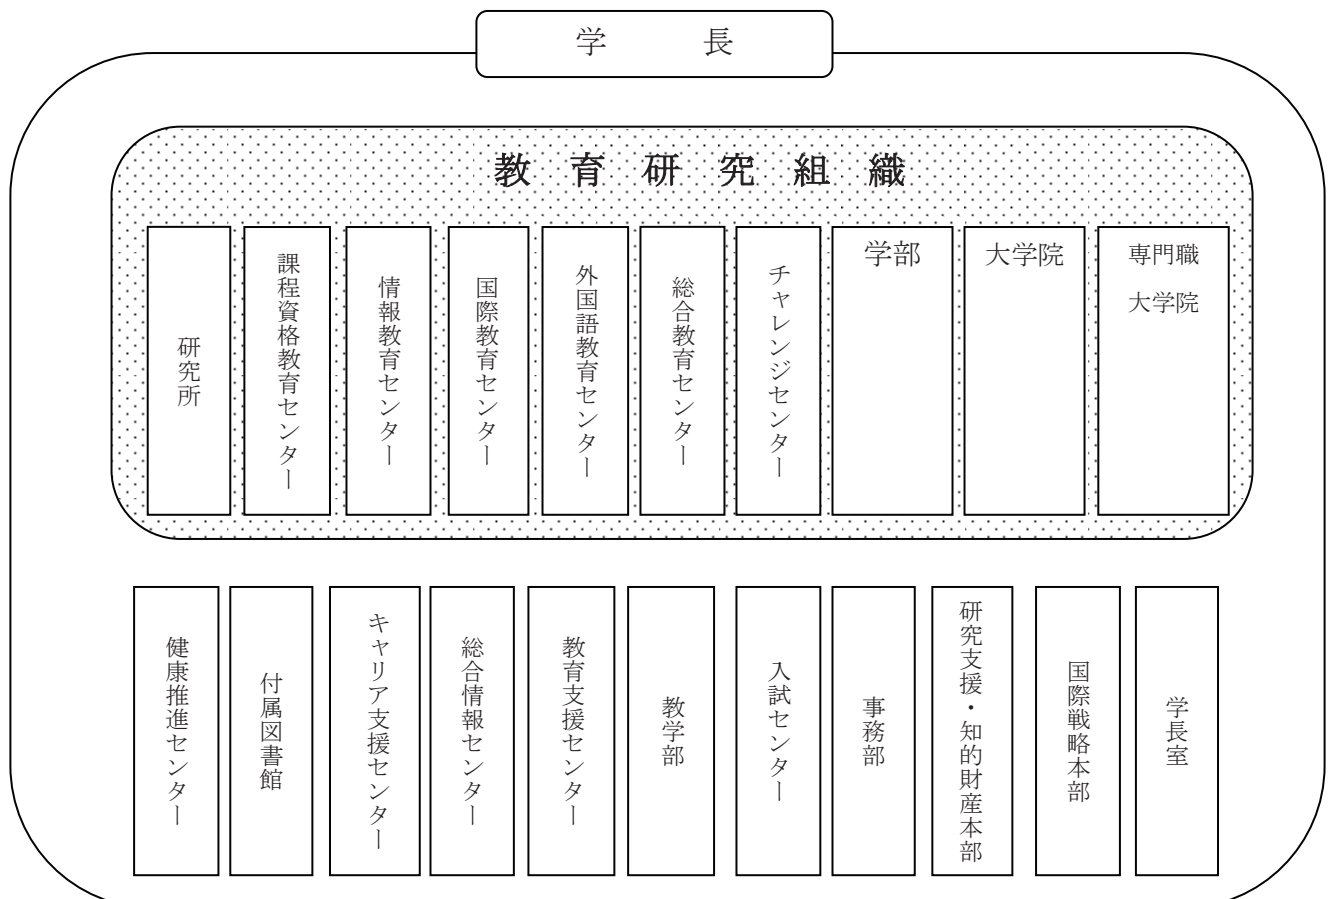 学　長
教育研究組織
専門職
大学院
大学院
学部
チャレンジセンター
総合教育センター
外国語教育センター
国際教育センター
情報教育センター
課程資格教育センター
研究所
学長室
国際戦略本部
研究支援・知的財産本部
事務部
入試センター
教学部
教育支援センター
総合情報センター
キャリア支援センター
付属図書館
健康推進センター